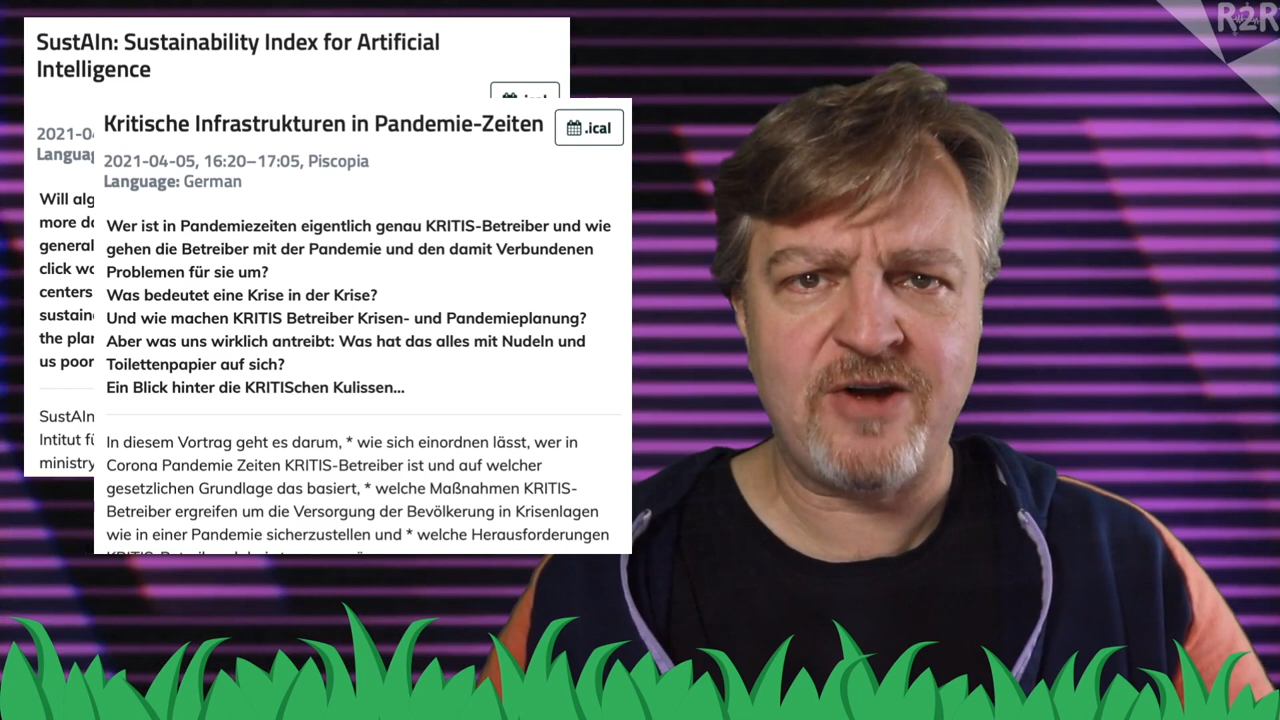 SustAIn: Sustainability Index for Artificial
Intelligence
Kritische Infrastrukturen in Pandemie-Zeiten
.ical
2021-04-05, 16:20–17:05, Piscopia
Language: German
Wer ist in Pandemiezeiten eigentlich genau KRITIS-Betreiber und wie
gehen die Betreiber mit der Pandemie und den damit Verbundenen
Problemen für sie um?
Was bedeutet eine Krise in der Krise?
Und wie machen KRITIS Betreiber Krisen- und Pandemieplanung?
Aber was uns wirklich antreibt: Was hat das alles mit Nudeln und
Toilettenpapier auf sich?
Ein Blick hinter die KRITISchen Kulissen...
In diesem Vortrag geht es darum, * wie sich einordnen lässt, wer in
Corona Pandemie Zeiten KRITIS-Betreiber ist und auf welcher
gesetzlichen Grundlage das basiert, * welche Maßnahmen KRITIS-
Betreiber ergreifen um die Versorgung der Bevölkerung in Krisenlagen
wie in einer Pandemie sicherzustellen und * welche Herausforderungen
Will
more
click
centers
the
us poor
SustAIn
ministry
R2R